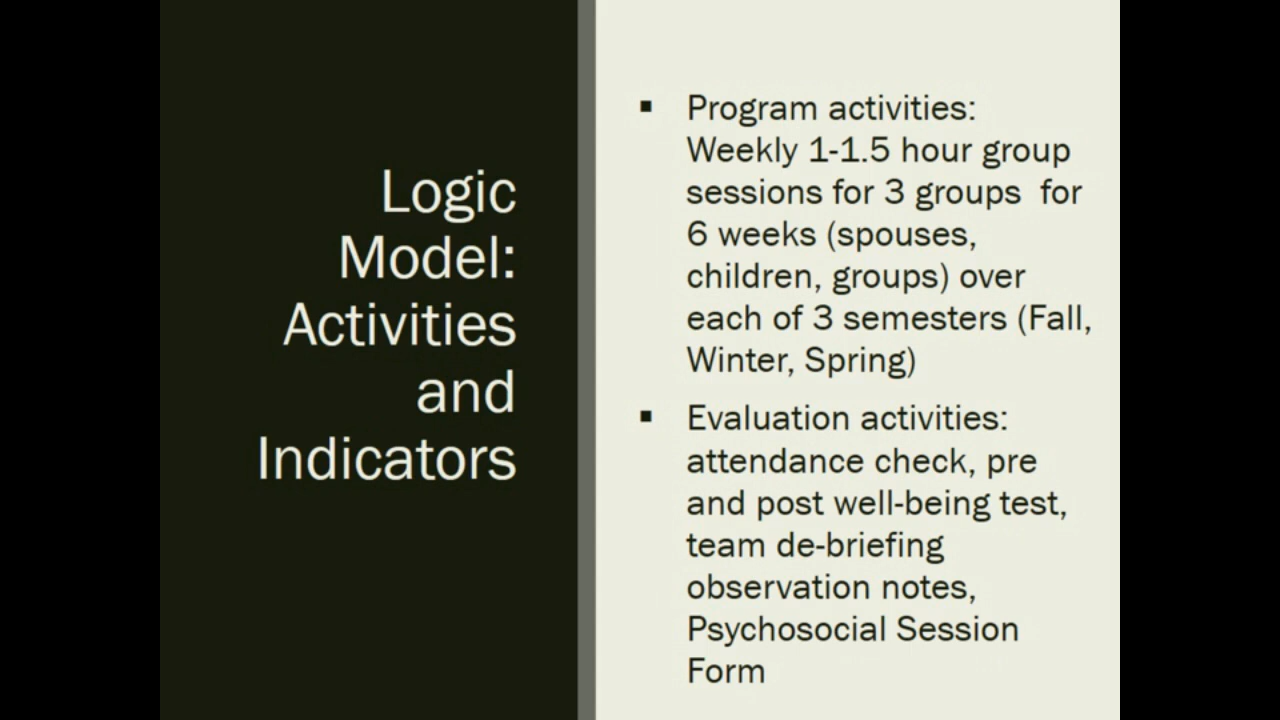 Logic
Model:
Activities
and
Indicators
▪ Program activities:
Weekly 1-1.5 hour group
sessions for 3 groups  for
6 weeks (spouses,
children, groups) over
each of 3 semesters (Fall,
Winter, Spring)
▪ Evaluation activities:
attendance check, pre
and post well-being test,
team de-briefing
observation notes,
Psychosocial Session
Form